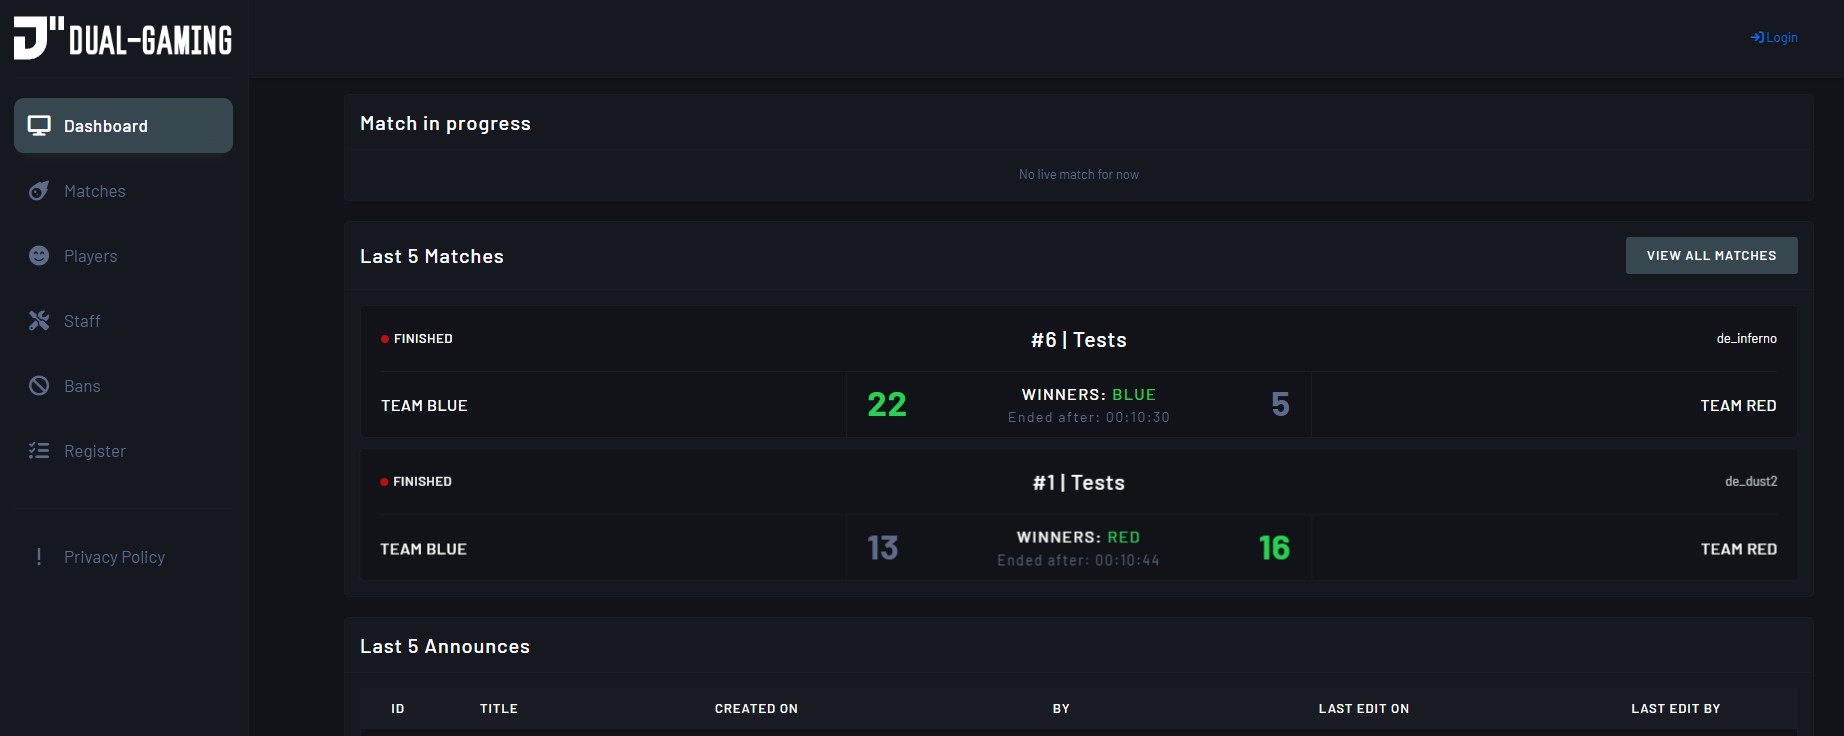 DUAL-GAMING
Login
Dashboard
Matches
Players
Staff
Bans
Register
! Privacy Policy
Match in progress
No live match for now
Last 5 Matches
VIEW ALL MATCHES
FINISHED
#6 | Tests
de_inferno
TEAM BLUE
22
WINNERS: BLUE
Ended after: 00:10:30
5
TEAM RED
FINISHED
#1 | Tests
de_dust2
TEAM BLUE
13
WINNERS: RED
Ended after: 00:10:44
16
TEAM RED
Last 5 Announces
ID TITLE CREATED ON BY LAST EDIT ON LAST EDIT BY